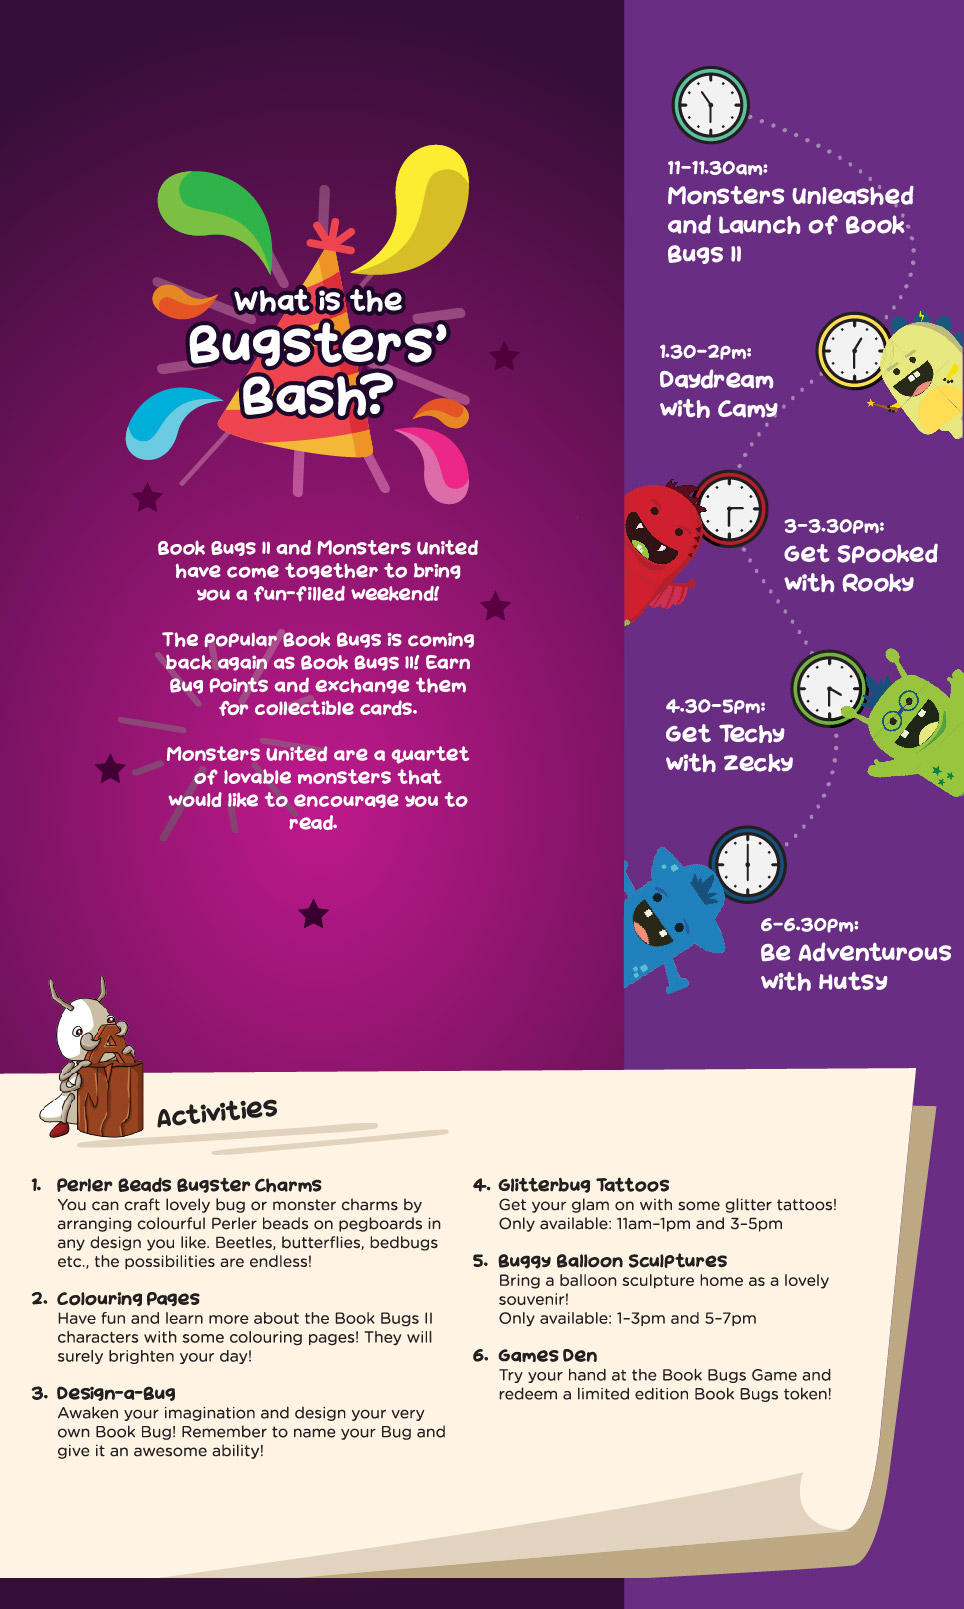 What is the
Bugsters'
Bash?
Book Bugs II and Monsters United
have come together to bring
you a fun-filled weekend!
The Popular Book Bugs is coming
back again as Book Bugs II! Earn
Bug Points and exchange them
for collectible cards.
Monsters United are a quartet
of lovable monsters that
would like to encourage you to
read.
11-11.30am:
Monsters Unleashed
and Launch of Book
Bugs II
1.30-2pm:
Daydream
with Camy
3-3.30pm:
Get Spooked
with Rooky
4.30-5pm:
Get Techy
with Zecky
6-6.30pm:
Be Adventurous
with Hutsy
A
Activities
1. Perler Beads Bugster Charms
You can craft lovely bug or monster charms by
arranging colourful Perler beads on pegboards in
any design you like. Beetles, butterflies, bedbugs
etc., the possibilities are endless!
2. Colouring Pages
Have fun and learn more about the Book Bugs II
characters with some colouring pages! They will
surely brighten your day!
3. Design-a-Bug
Awaken your imagination and design your very
own Book Bug! Remember to name your Bug and
give it an awesome ability!
4. Glitterbug Tattoos
Get your glam on with some glitter tattoos!
Only available: 11am–1pm and 3–5pm
5. Buggy Balloon Sculptures
Bring a balloon sculpture home as a lovely
souvenir!
Only available: 1–3pm and 5–7pm
6. Games Den
Try your hand at the Book Bugs Game and
redeem a limited edition Book Bugs token!